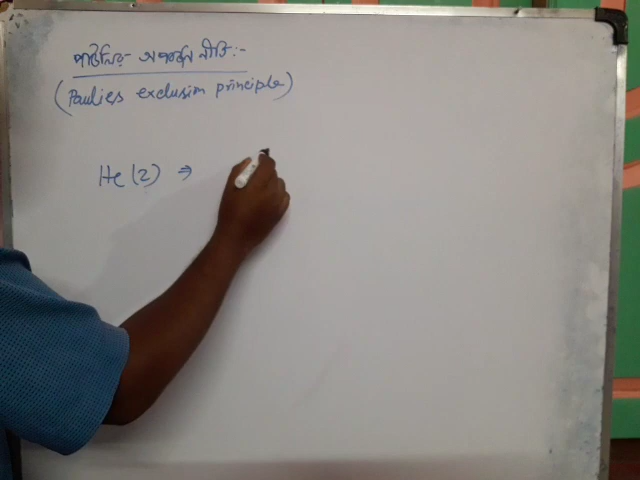 পাউলির অপবর্জন নীতি:-
(Paulies exclusion principle)
He (2) ⇒